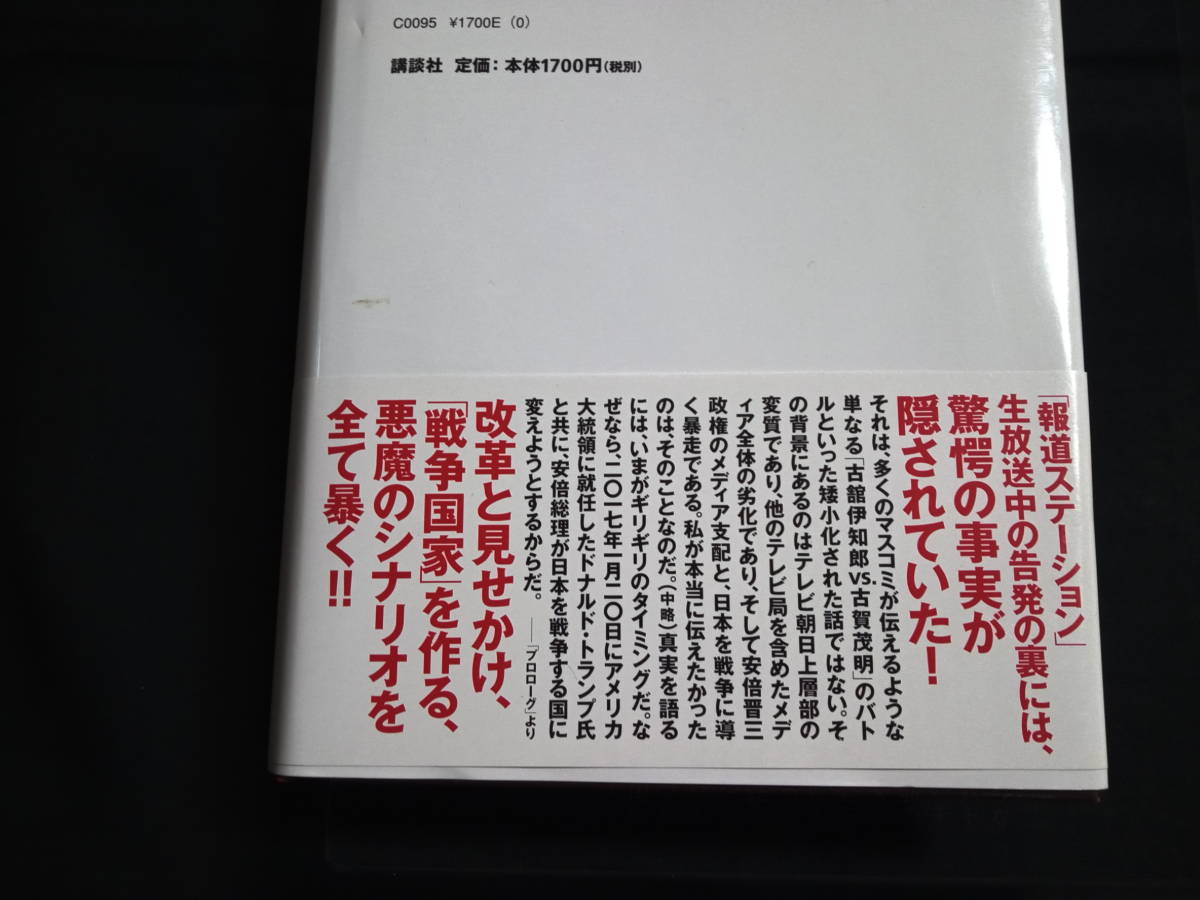 C0095 ¥1700E (0)
講談社 定価：本体1700円（税別）
「報道ステーション」
生放送中の告発の裏には、
驚愕の事実が
隠されていた！
それは、多くのマスコミが伝えるような
単なる「古舘伊知郎vs.古賀茂明」のバト
ルといった矮小化された話ではない。そ
の背景にあるのはテレビ朝日上層部の
変質であり、他のテレビ局を含めたメデ
ィア全体の劣化であり、そして安倍晋三
政権のメディア支配と、日本を戦争に導
く暴走である。私が本当に伝えたかった
のは、そのことなのだ。（中略）真実を語る
には、いまがギリギリのタイミングだ。な
ぜなら、二〇一七年一月二〇日にアメリカ
大統領に就任したドナルド・トランプ氏
と共に、安倍総理が日本を戦争する国に
変えようとするからだ。 ──「プロローグ」より
改革と見せかけ、
「戦争国家」を作る、
悪魔のシナリオを
全て暴く!!